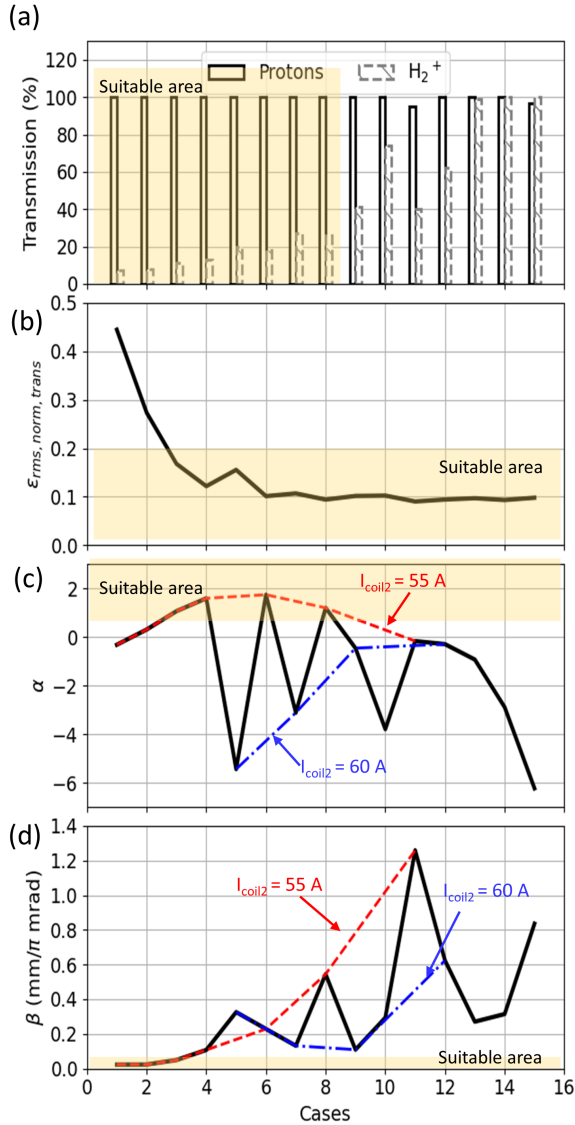 (a)
120
100
80
60
40
20
0
Transmission (%)
Suitable area
Protons
H₂⁺
(b)
0.5
0.4
0.3
0.2
0.1
0.0
εrms, norm, trans
Suitable area
(c)
2
0
−2
−4
−6
α
Suitable area
Icoil2 = 55 A
Icoil2 = 60 A
(d)
1.4
1.2
1.0
0.8
0.6
0.4
0.2
0.0
β (mm/π mrad)
Icoil2 = 55 A
Icoil2 = 60 A
Suitable area
0 2 4 6 8 10 12 14 16
Cases